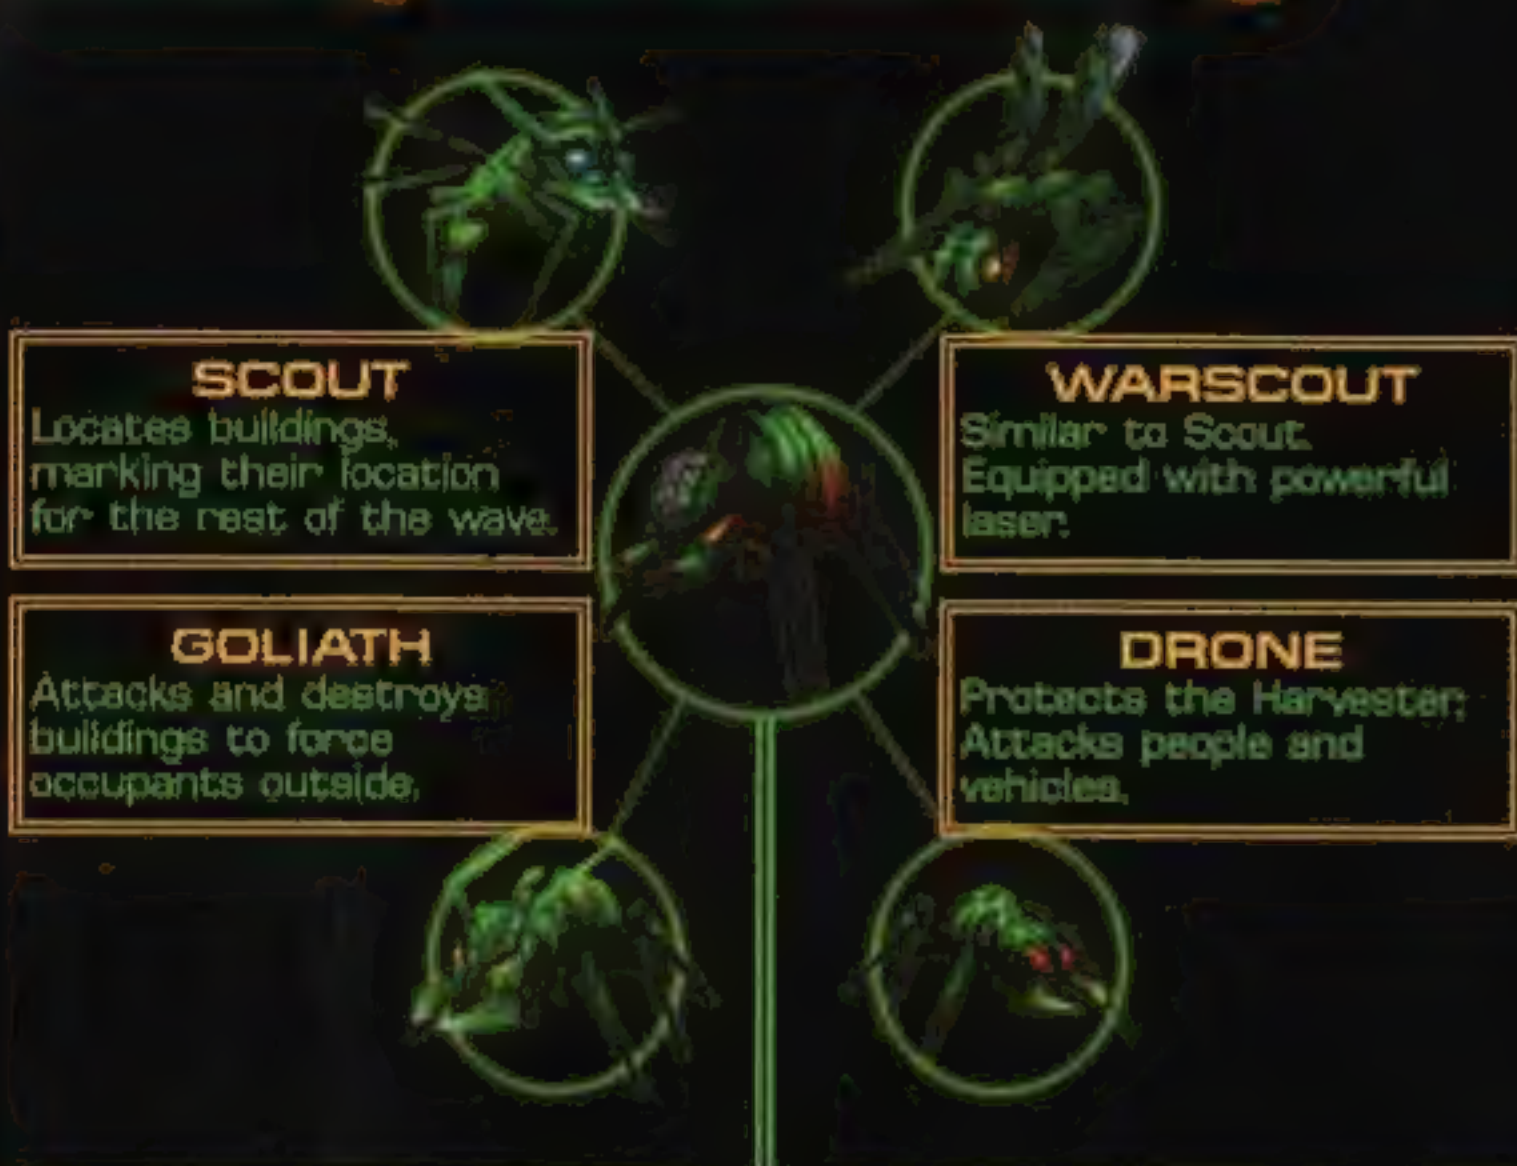 SCOUT
Locates buildings,
marking their location
for the rest of the wave.
WARSCOUT
Similar to Scout.
Equipped with powerful
laser.
GOLIATH
Attacks and destroys
buildings to force
occupants outside.
DRONE
Protects the Harvester.
Attacks people and
vehicles.